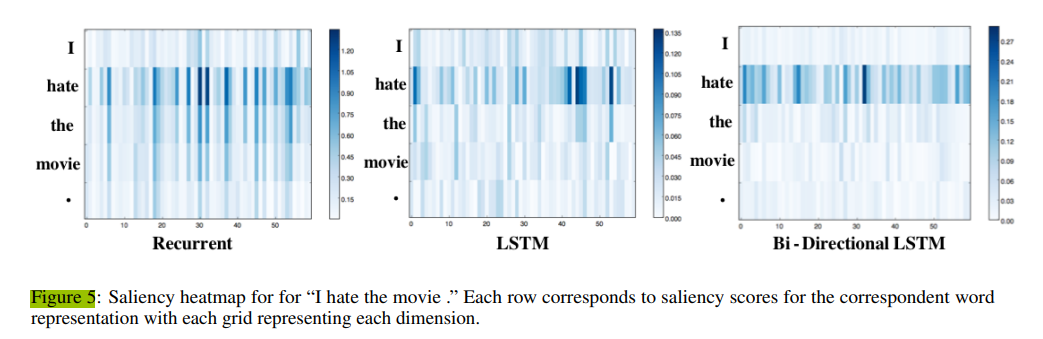 I
hate
the
movie
.
1.20
1.05
0.90
0.75
0.60
0.45
0.30
0.15
0 10 20 30 40 50
Recurrent
I
hate
the
movie
.
0.135
0.120
0.105
0.090
0.075
0.060
0.045
0.030
0.015
0.000
0 10 20 30 40 50
LSTM
I
hate
the
movie
.
0.27
0.24
0.21
0.18
0.15
0.12
0.09
0.06
0.03
0.00
0 10 20 30 40 50
Bi - Directional LSTM
Figure 5: Saliency heatmap for for “I hate the movie .” Each row corresponds to saliency scores for the correspondent word
representation with each grid representing each dimension.